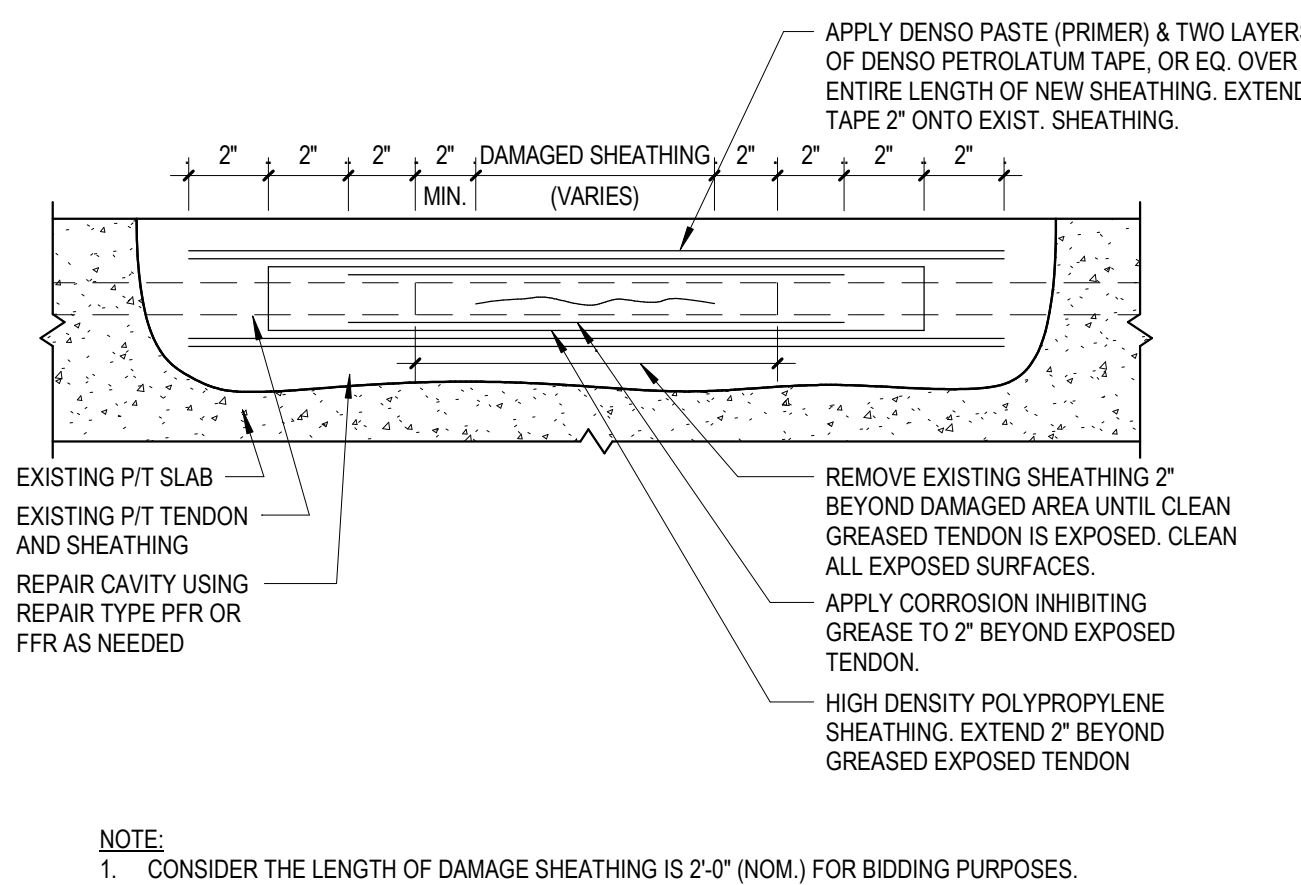 APPLY DENSO PASTE (PRIMER) & TWO LAYERS
OF DENSO PETROLATUM TAPE, OR EQ. OVER
ENTIRE LENGTH OF NEW SHEATHING. EXTEND
TAPE 2" ONTO EXIST. SHEATHING.
2" 2" 2" 2" DAMAGED SHEATHING 2" 2" 2" 2"
MIN. (VARIES)
EXISTING P/T SLAB
EXISTING P/T TENDON
AND SHEATHING
REPAIR CAVITY USING
REPAIR TYPE PFR OR
FFR AS NEEDED
REMOVE EXISTING SHEATHING 2"
BEYOND DAMAGED AREA UNTIL CLEAN
GREASED TENDON IS EXPOSED. CLEAN
ALL EXPOSED SURFACES.
APPLY CORROSION INHIBITING
GREASE TO 2" BEYOND EXPOSED
TENDON.
HIGH DENSITY POLYPROPYLENE
SHEATHING. EXTEND 2" BEYOND
GREASED EXPOSED TENDON
NOTE:
1. CONSIDER THE LENGTH OF DAMAGE SHEATHING IS 2'-0" (NOM.) FOR BIDDING PURPOSES.